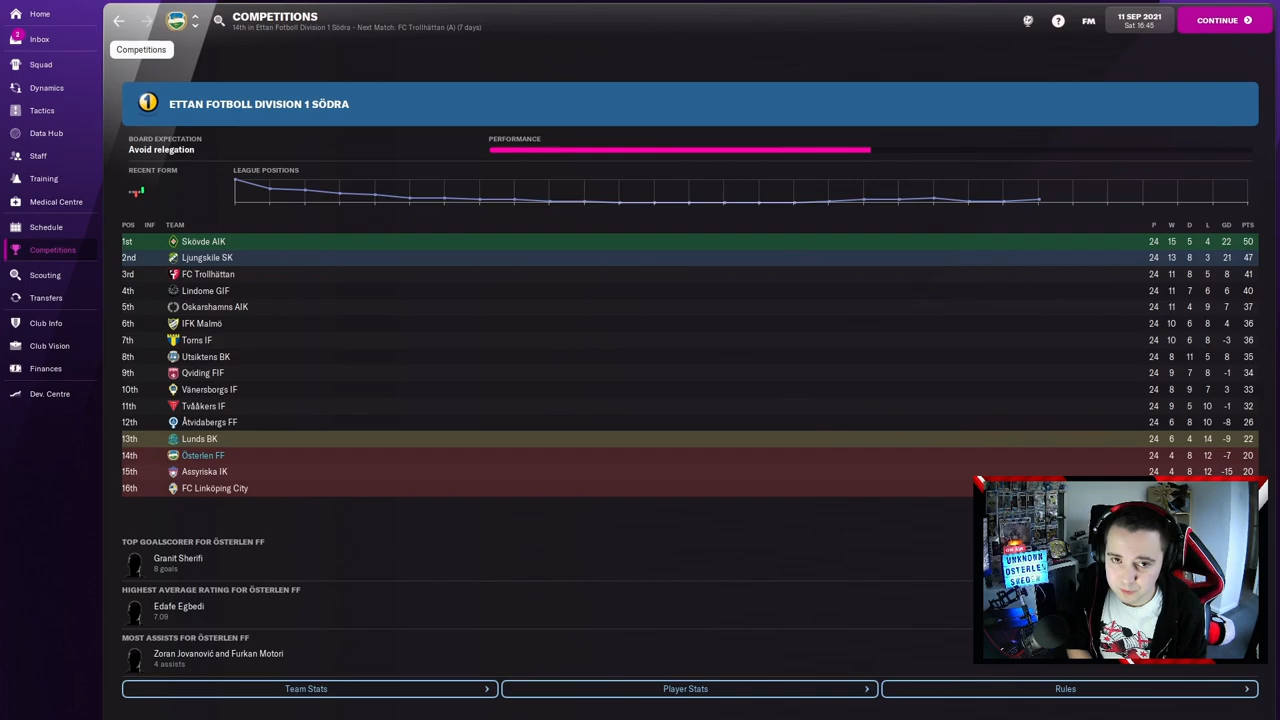 Home
COMPETITIONS
14th in Ettan Fotboll Division 1 Södra - Next Match: FC Trollhättan (A) (7 days)
FM
11 SEP 2021
Sat 16:45
CONTINUE
2
Inbox
Competitions
Squad
Dynamics
Tactics
Data Hub
Staff
Training
Medical Centre
Schedule
Competitions
Scouting
Transfers
Club Info
Club Vision
Finances
Dev. Centre
1 ETTAN FOTBOLL DIVISION 1 SÖDRA
BOARD EXPECTATION
Avoid relegation
PERFORMANCE
RECENT FORM
LEAGUE POSITIONS
POS INF TEAM P W D L GD PTS
1st Skövde AIK 24 15 5 4 22 50
2nd Ljungskile SK 24 13 8 3 21 47
3rd FC Trollhättan 24 11 8 5 8 41
4th Lindome GIF 24 11 7 6 6 40
5th Oskarshamns AIK 24 11 4 9 7 37
6th IFK Malmö 24 10 6 8 4 36
7th Torns IF 24 10 6 8 -3 36
8th Utsiktens BK 24 8 11 5 8 35
9th Qviding FIF 24 9 7 8 -1 34
10th Vänersborgs IF 24 8 9 7 3 33
11th Tvååkers IF 24 9 5 10 -1 32
12th Åtvidabergs FF 24 6 8 10 -8 26
13th Lunds BK 24 6 4 14 -9 22
14th Österlen FF 24 4 8 12 -7 20
15th Assyriska IK 24 4 8 12 -15 20
16th FC Linköping City
TOP GOALSCORER FOR ÖSTERLEN FF
Granit Sherifi
8 goals
HIGHEST AVERAGE RATING FOR ÖSTERLEN FF
Edafe Egbedi
7.09
MOST ASSISTS FOR ÖSTERLEN FF
Zoran Jovanović and Furkan Motori
4 assists
Team Stats
Player Stats
Rules
UNKNOWN
ÖSTERLEN
SWEDEN